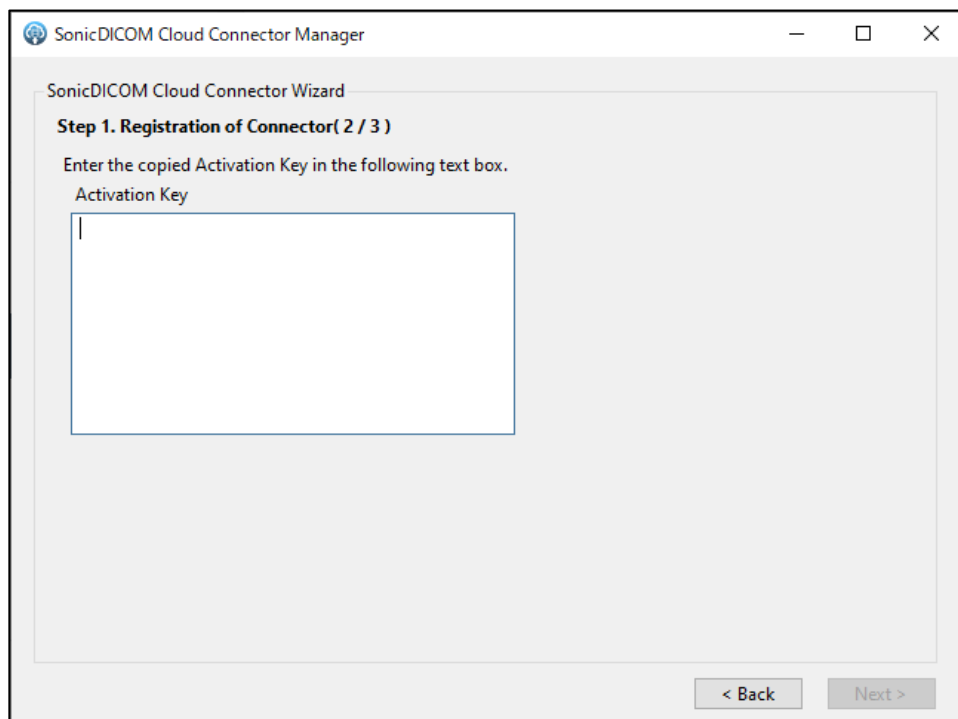 SonicDICOM Cloud Connector Manager
SonicDICOM Cloud Connector Wizard
Step 1. Registration of Connector( 2 / 3 )
Enter the copied Activation Key in the following text box.
Activation Key
< Back Next >